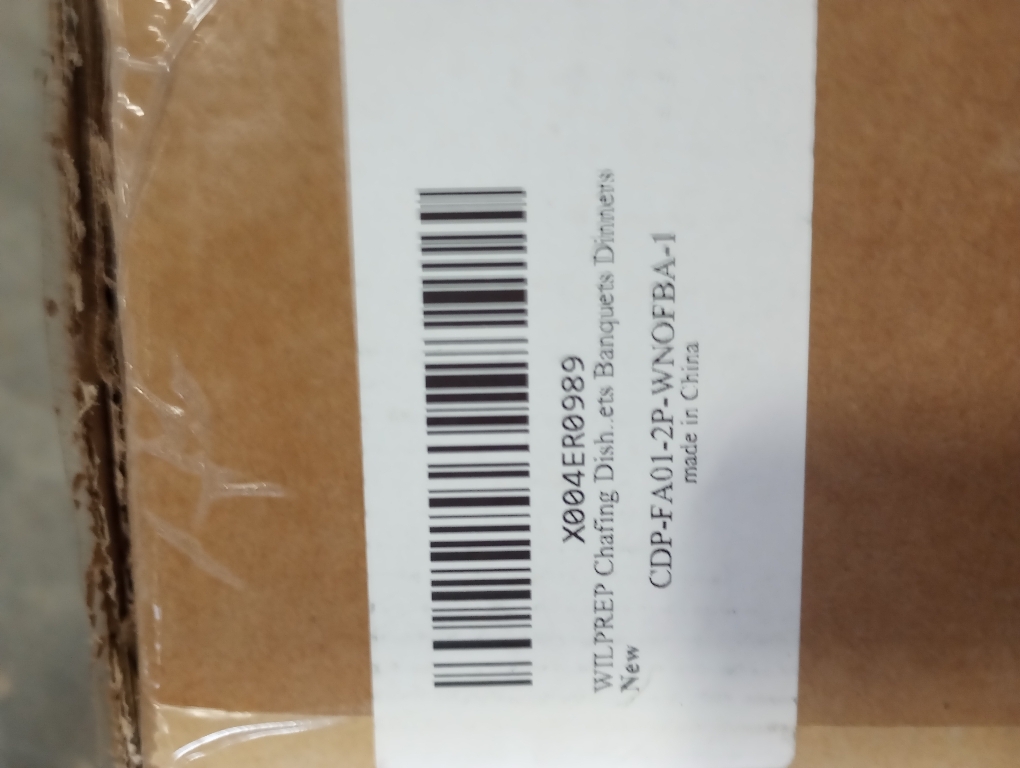 X004ER0989
WILPREP Chafing Dish..ets Banquets Dinners
New
CDP-FA01-2P-WNOFBA-1
made in China